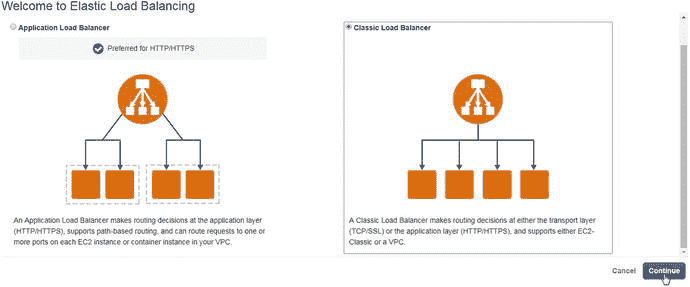 Welcome to Elastic Load Balancing
Application Load Balancer
Preferred for HTTP/HTTPS
An Application Load Balancer makes routing decisions at the application layer
(HTTP/HTTPS), supports path-based routing, and can route requests to one or
more ports on each EC2 instance or container instance in your VPC.
Classic Load Balancer
A Classic Load Balancer makes routing decisions at either the transport layer
(TCP/SSL) or the application layer (HTTP/HTTPS), and supports either EC2-
Classic or a VPC.
Cancel
Continue